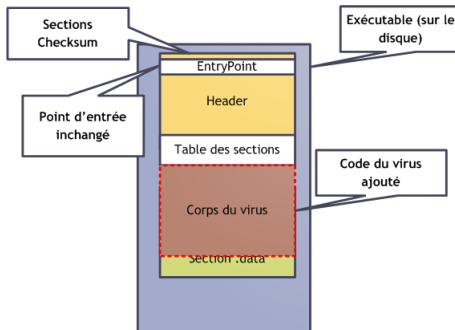 Sections
Checksum
Exécutable (sur le
disque)
EntryPoint
Point d’entrée
inchangé
Header
Table des sections
Code du virus
ajouté
Corps du virus
Section .data